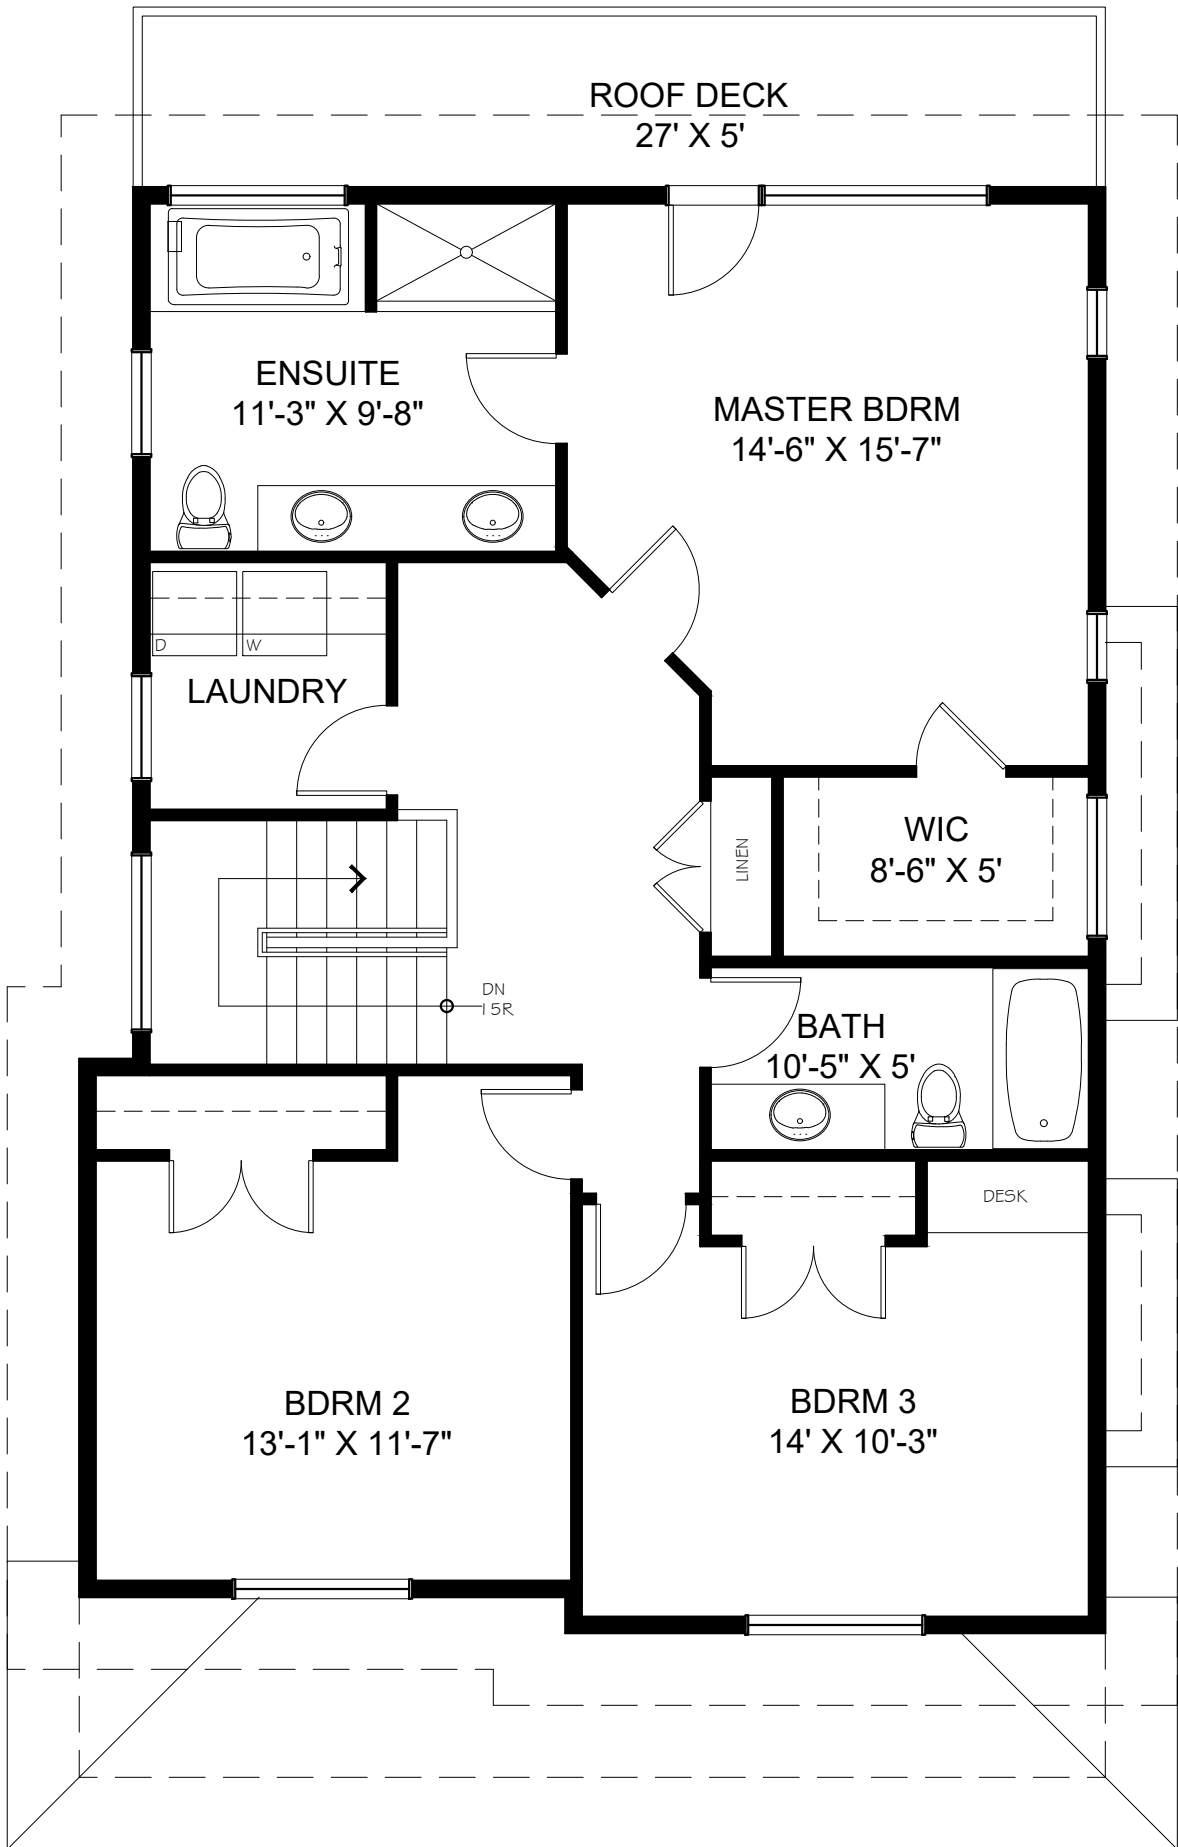 ROOF DECK
27' X 5'
ENSUITE
11'-3" X 9'-8"
MASTER BDRM
14'-6" X 15'-7"
D
W
LAUNDRY
LINEN
WIC
8'-6" X 5'
DN
15R
BATH
10'-5" X 5'
DESK
BDRM 2
13'-1" X 11'-7"
BDRM 3
14' X 10'-3"